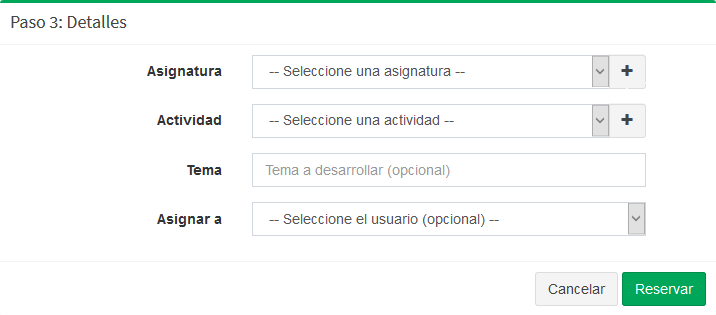 Paso 3: Detalles
Asignatura -- Seleccione una asignatura --
Actividad -- Seleccione una actividad --
Tema Tema a desarrollar (opcional)
Asignar a -- Seleccione el usuario (opcional) --
Cancelar Reservar